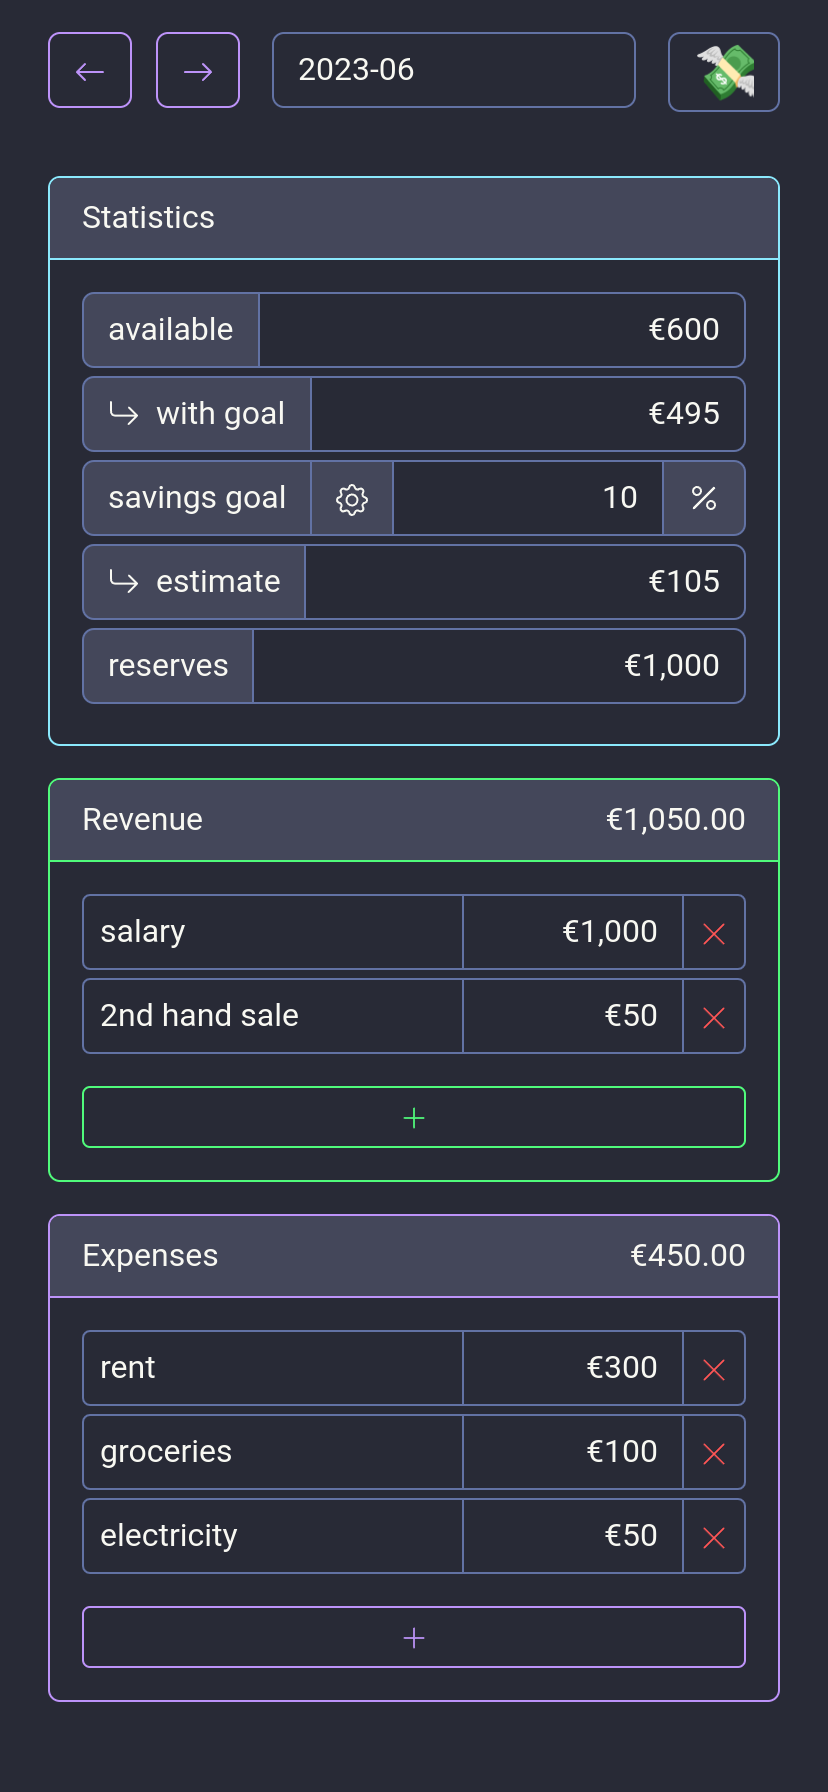 2023-06
Statistics
available €600
with goal €495
savings goal 10 %
estimate €105
reserves €1,000
Revenue €1,050.00
salary €1,000
2nd hand sale €50
+
Expenses €450.00
rent €300
groceries €100
electricity €50
+